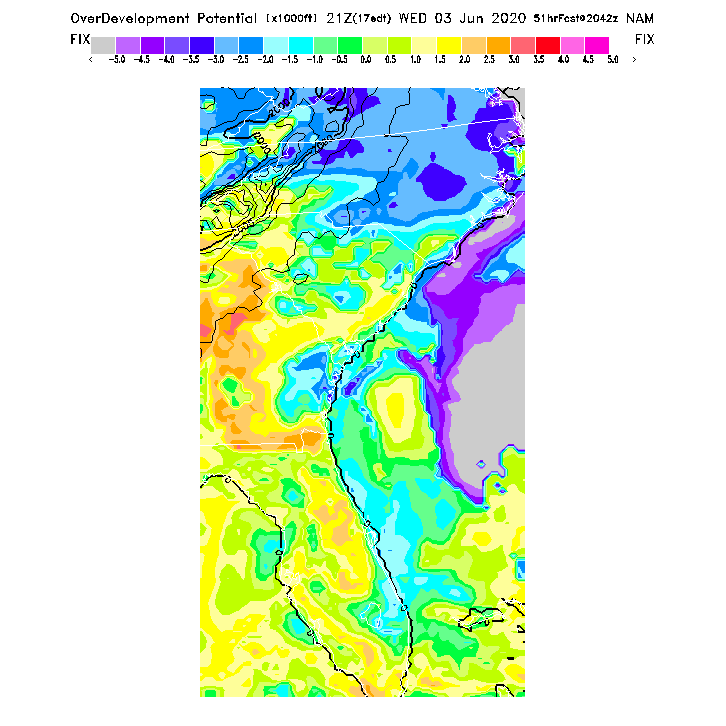 OverDevelopment Potential [x1000ft] 21Z(17edt) WED 03 Jun 2020 51hrFcst@2042z NAM
FIX FIX
< -5.0 -4.5 -4.0 -3.5 -3.0 -2.5 -2.0 -1.5 -1.0 -0.5 0.0 0.5 1.0 1.5 2.0 2.5 3.0 3.5 4.0 4.5 5.0 >
2000
2000